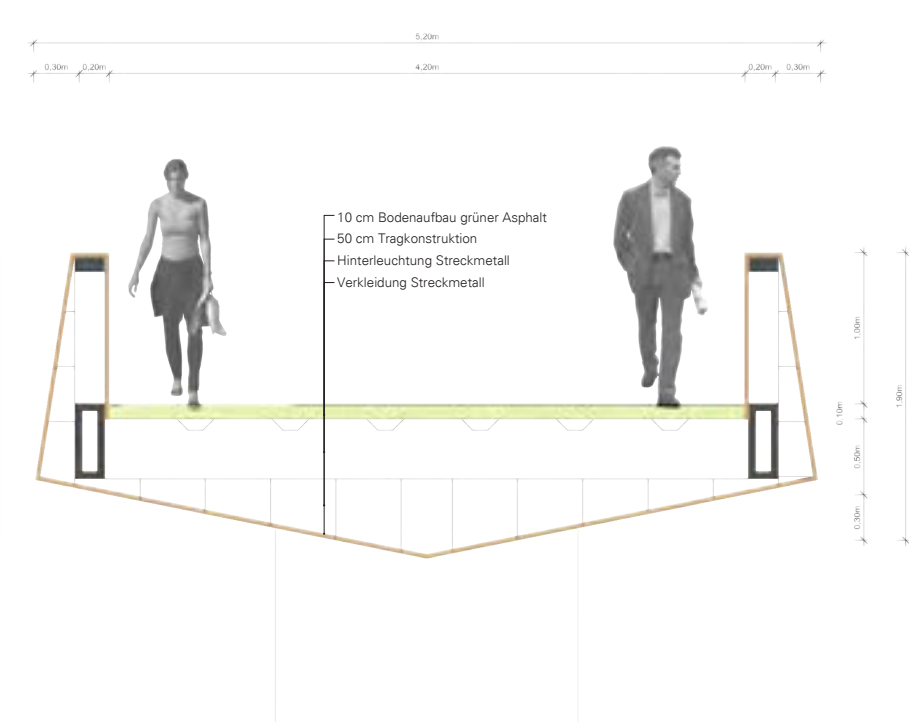 5,20m
0,30m 0,20m 4,20m 0,20m 0,30m
10 cm Bodenaufbau grüner Asphalt
50 cm Tragkonstruktion
Hinterleuchtung Streckmetall
Verkleidung Streckmetall
1,00m
1,90m
0,10m
0,50m
0,30m